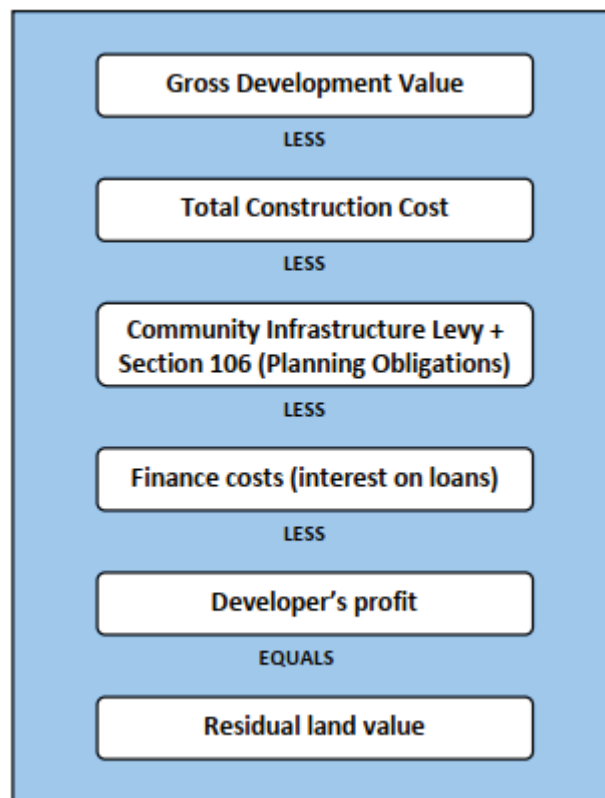 Gross Development Value
LESS
Total Construction Cost
LESS
Community Infrastructure Levy +
Section 106 (Planning Obligations)
LESS
Finance costs (interest on loans)
LESS
Developer’s profit
EQUALS
Residual land value